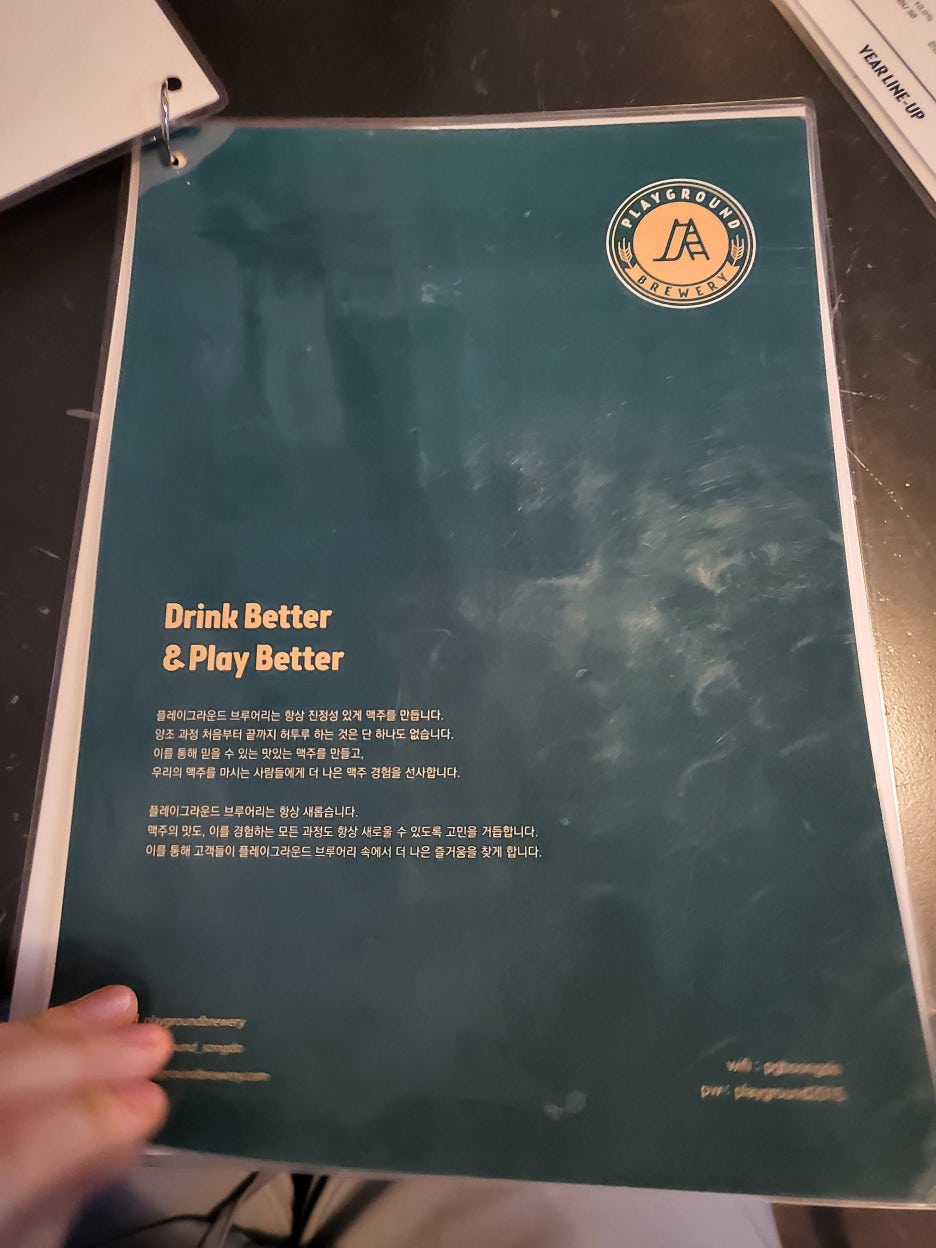 YEAR LINE-UP
PLAYGROUND
BREWERY
Drink Better
& Play Better
플레이그라운드 브루어리는 항상 진정성 있게 맥주를 만듭니다.
양조 과정 처음부터 끝까지 허투루 하는 것은 단 하나도 없습니다.
이를 통해 믿을 수 있는 맛있는 맥주를 만들고,
우리의 맥주를 마시는 사람들에게 더 나은 맥주 경험을 선사합니다.
플레이그라운드 브루어리는 항상 새롭습니다.
맥주의 맛도, 이를 경험하는 모든 과정도 항상 새로울 수 있도록 고민을 거듭합니다.
이를 통해 고객들이 플레이그라운드 브루어리 속에서 더 나은 즐거움을 찾게 합니다.
playgroundbrewery
wifi :
pw :